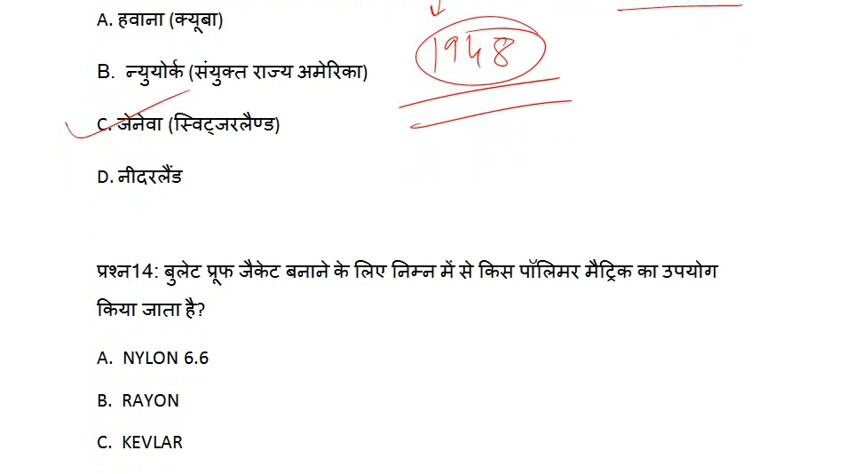 A. हवाना (क्यूबा)
1948
B. न्युयोर्क (संयुक्त राज्य अमेरिका)
C. जेनेवा (स्विट्जरलैण्ड)
D. नीदरलैंड
प्रश्न14: बुलेट प्रूफ जैकेट बनाने के लिए निम्न में से किस पॉलिमर मैट्रिक का उपयोग
किया जाता है?
A. NYLON 6.6
B. RAYON
C. KEVLAR